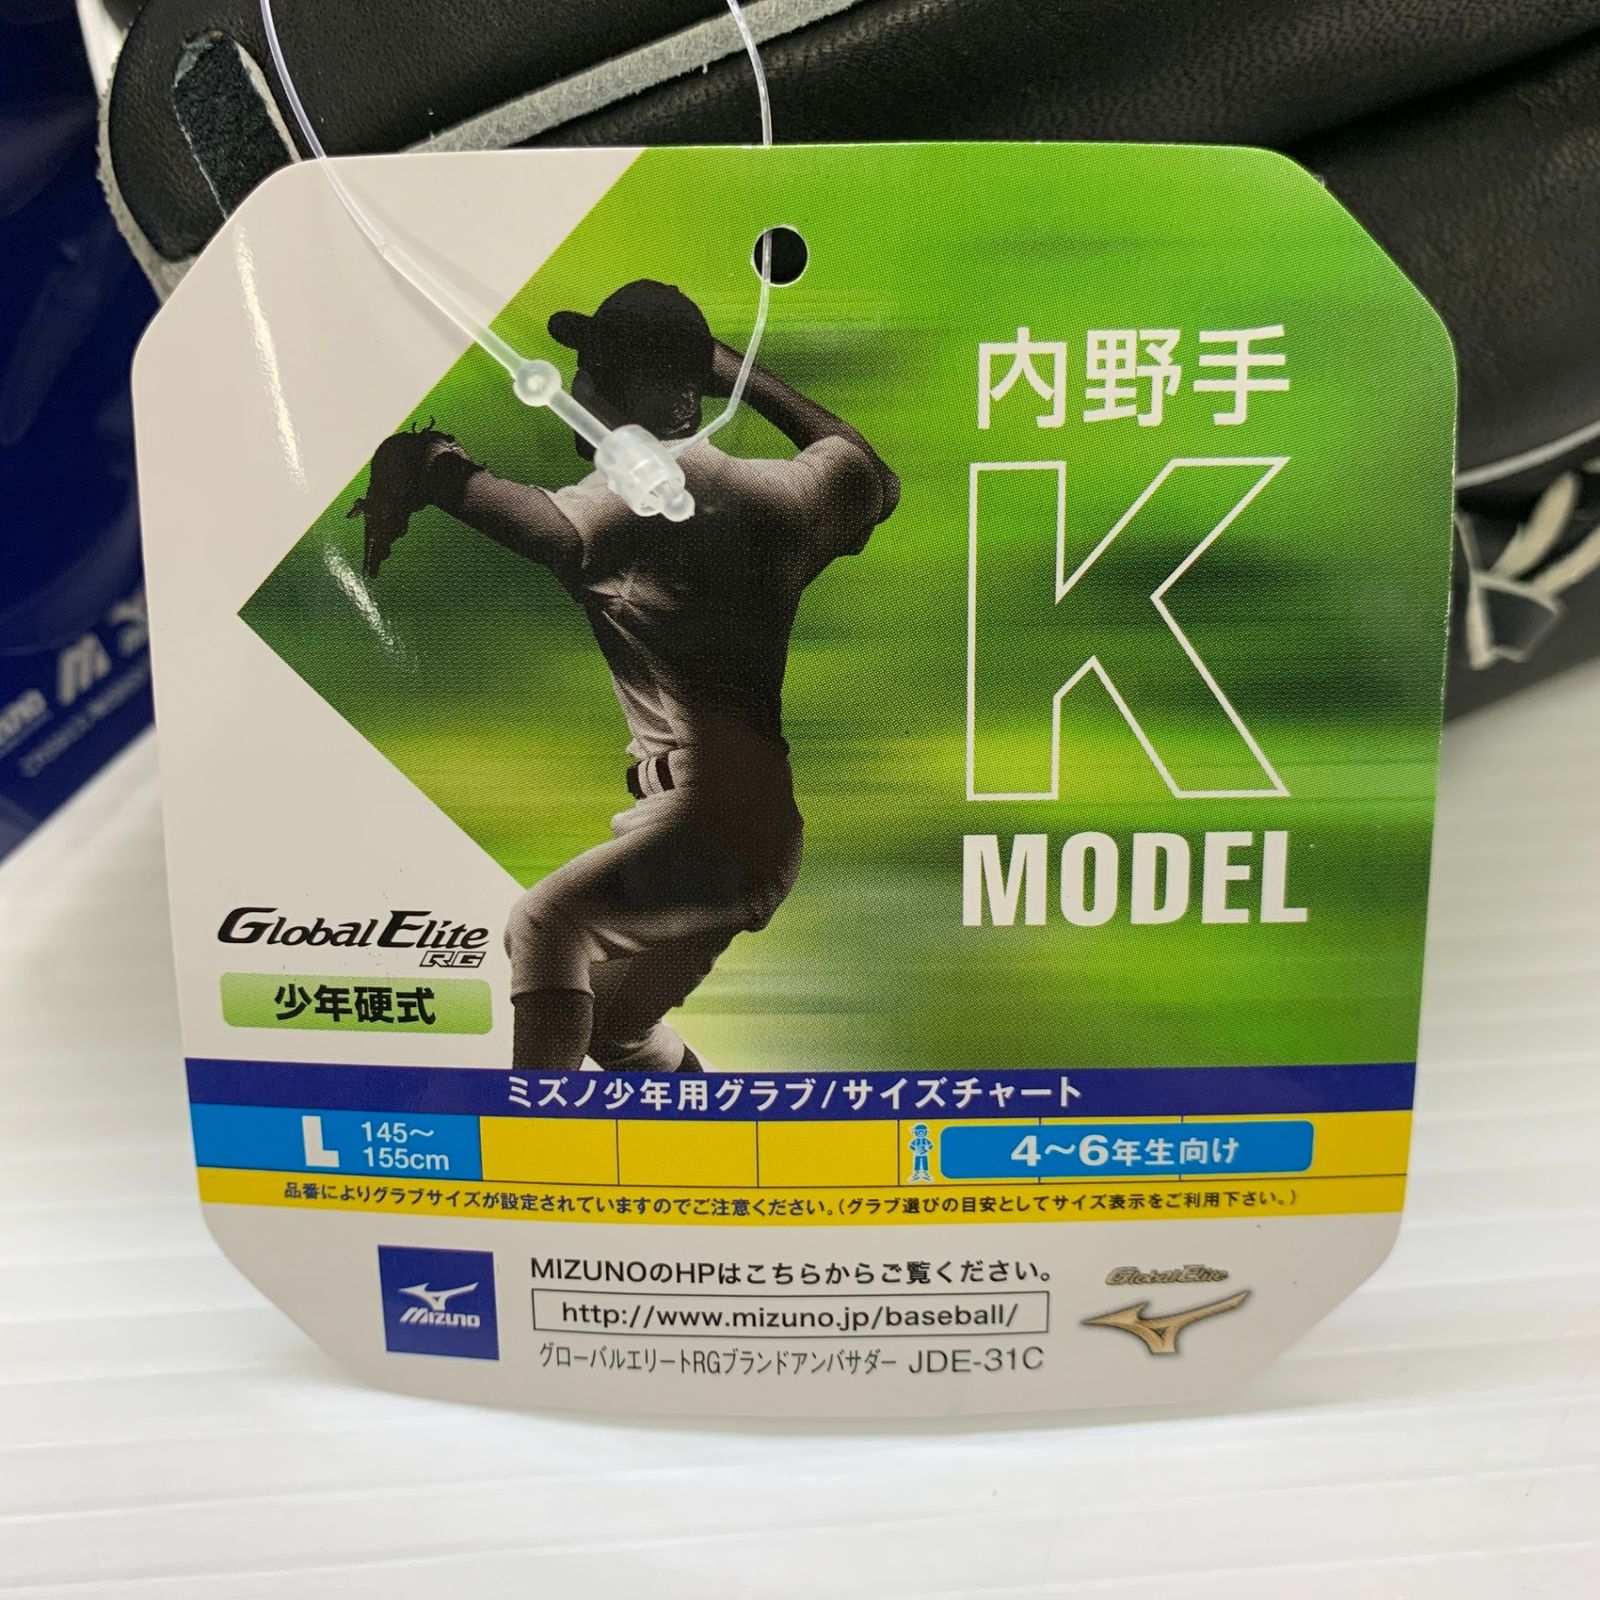 内野手
K
MODEL
Global Elite
RG
少年硬式
ミズノ少年用グラブ/サイズチャート
L 145～155cm
4～6年生向け
品番によりグラブサイズが設定されていますのでご注意ください。(グラブ選びの目安としてサイズ表示をご利用下さい。)
MIZUNOのHPはこちらからご覧ください。
http://www.mizuno.jp/baseball/
グローバルエリートRGブランドアンバサダー JDE-31C
MIZUNO
Global Elite